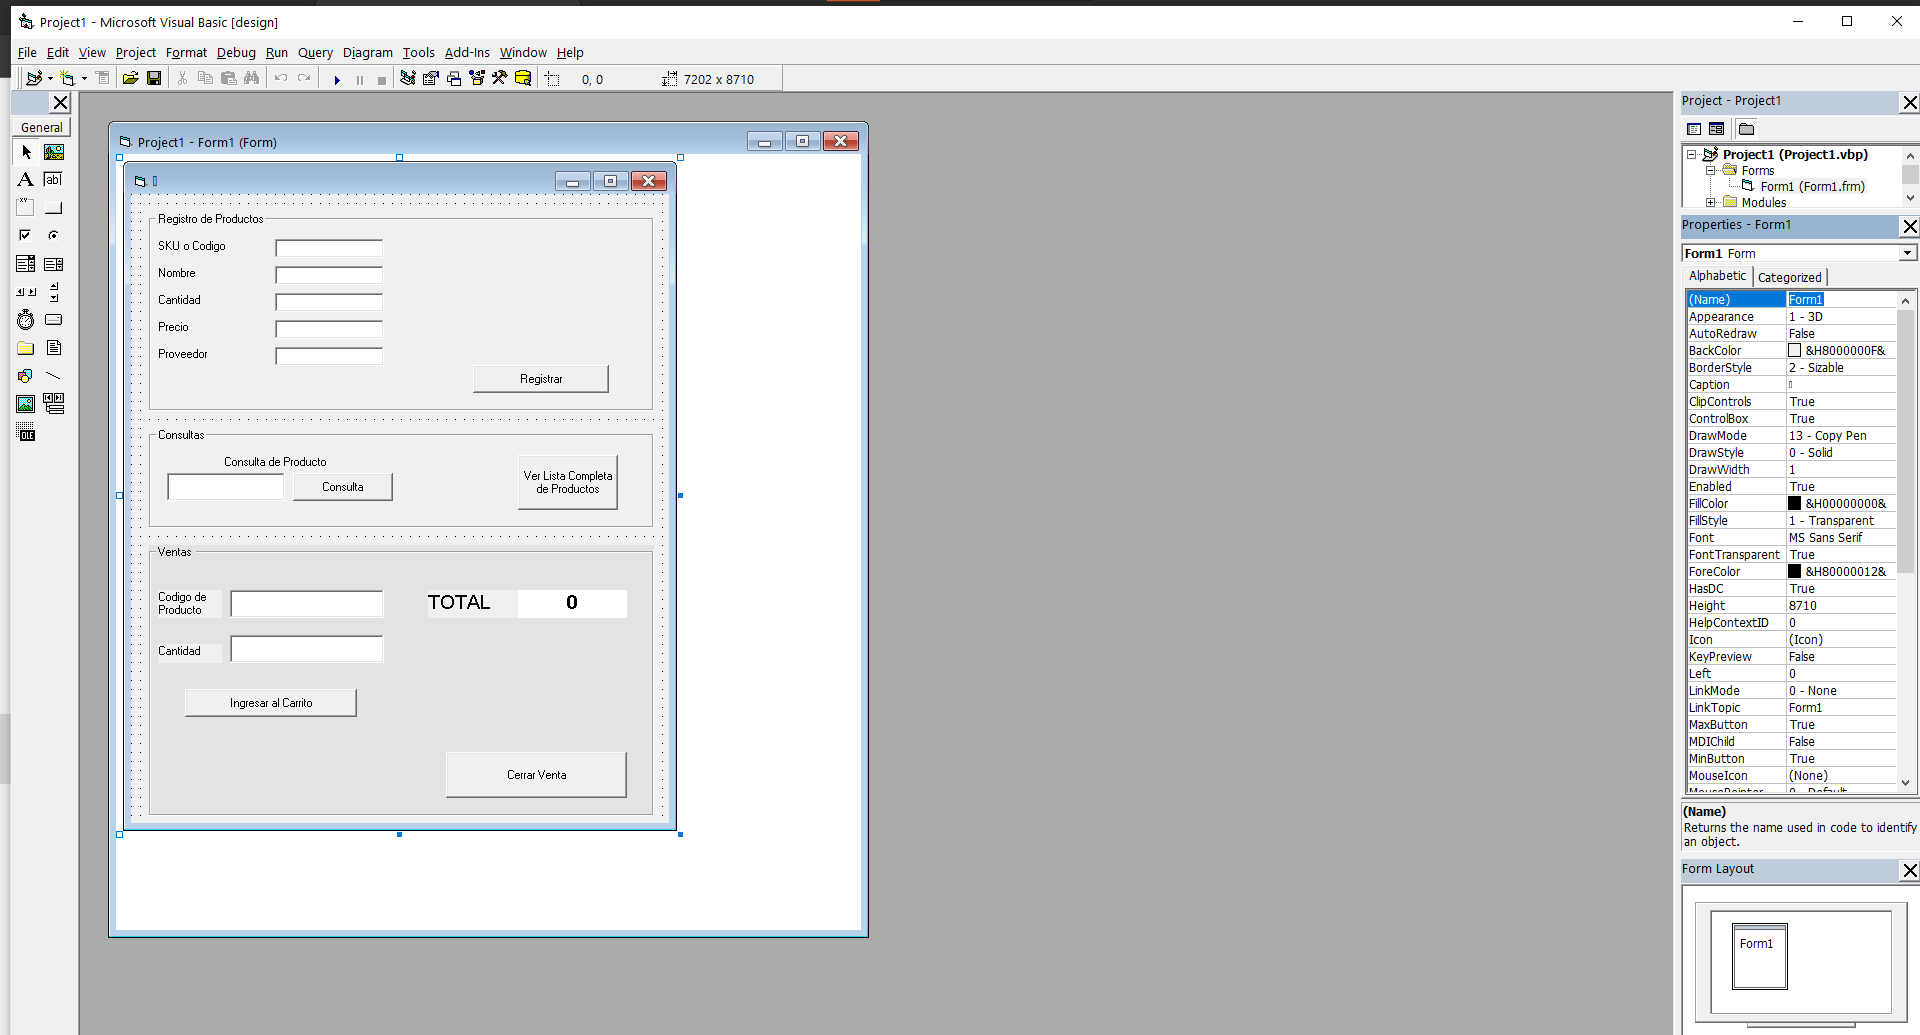 Project1 - Microsoft Visual Basic [design]
File Edit View Project Format Debug Run Query Diagram Tools Add-Ins Window Help
0, 0 7202 x 8710
General
A ab|
xv
OLE
Project1 - Form1 (Form)
Registro de Productos
SKU o Codigo
Nombre
Cantidad
Precio
Proveedor
Registrar
Consultas
Consulta de Producto
Consulta
Ver Lista Completa
de Productos
Ventas
Codigo de
Producto
TOTAL 0
Cantidad
Ingresar al Carrito
Cerrar Venta
Project - Project1
Project1 (Project1.vbp)
Forms
Form1 (Form1.frm)
Modules
Properties - Form1
Form1 Form
Alphabetic Categorized
(Name) Form1
Appearance 1 - 3D
AutoRedraw False
BackColor &H8000000F&
BorderStyle 2 - Sizable
Caption
ClipControls True
ControlBox True
DrawMode 13 - Copy Pen
DrawStyle 0 - Solid
DrawWidth 1
Enabled True
FillColor &H00000000&
FillStyle 1 - Transparent
Font MS Sans Serif
FontTransparent True
ForeColor &H80000012&
HasDC True
Height 8710
HelpContextID 0
Icon (Icon)
KeyPreview False
Left 0
LinkMode 0 - None
LinkTopic Form1
MaxButton True
MDIChild False
MinButton True
MouseIcon (None)
MousePointer 0 - Default
(Name)
Returns the name used in code to identify
an object.
Form Layout
Form1